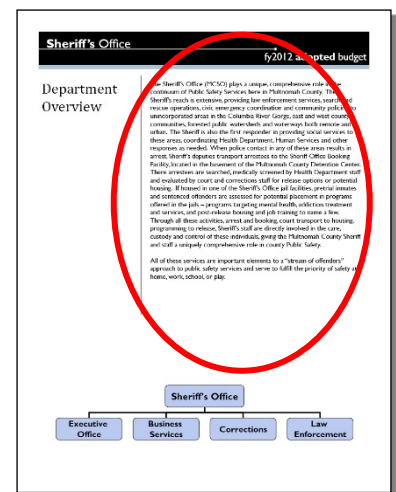 Sheriff's Office
fy2012 adopted budget
Department
Overview
The Sheriff's Office (MCSO) plays a unique, comprehensive role in the
continuum of Public Safety Services here in Multnomah County. The
Sheriff's reach is extensive, providing law enforcement services, search and
rescue operations, civic emergency coordination and community policing to
unincorporated areas in the Columbia River Gorge, east and west county
communities, forested public watersheds and waterways both remote and
urban. The Sheriff is also the first responder in providing social services to
these areas, coordinating Health Department, Human Services and other
responses as needed. When police contact in any of these areas results in
arrest, Sheriff's deputies transport arrestees to the Sheriff Office Booking
Facility, located in the basement of the Multnomah County Detention Center.
There arrestees are searched, medically screened by Health Department staff
and evaluated by court and corrections staff for release options or potential
housing. If housed in one of the Sheriff's Office jail facilities, pretrial inmates
and sentenced offenders are assessed for potential placement in programs
offered in the jails – programs targeting mental health, addiction treatment
and services, and post-release housing and job training to name a few.
Through all these activities, arrest and booking, court transport to housing,
programming to release, Sheriff's staff are directly involved in the care,
custody and control of these individuals, giving the Multnomah County Sheriff
and staff a uniquely comprehensive role in county Public Safety.
All of these services are important elements to a "stream of offenders"
approach to public safety services and serve to fulfill the priority of safety at
home, work, school, or play.
Sheriff's Office
Executive
Office
Business
Services
Corrections
Law
Enforcement